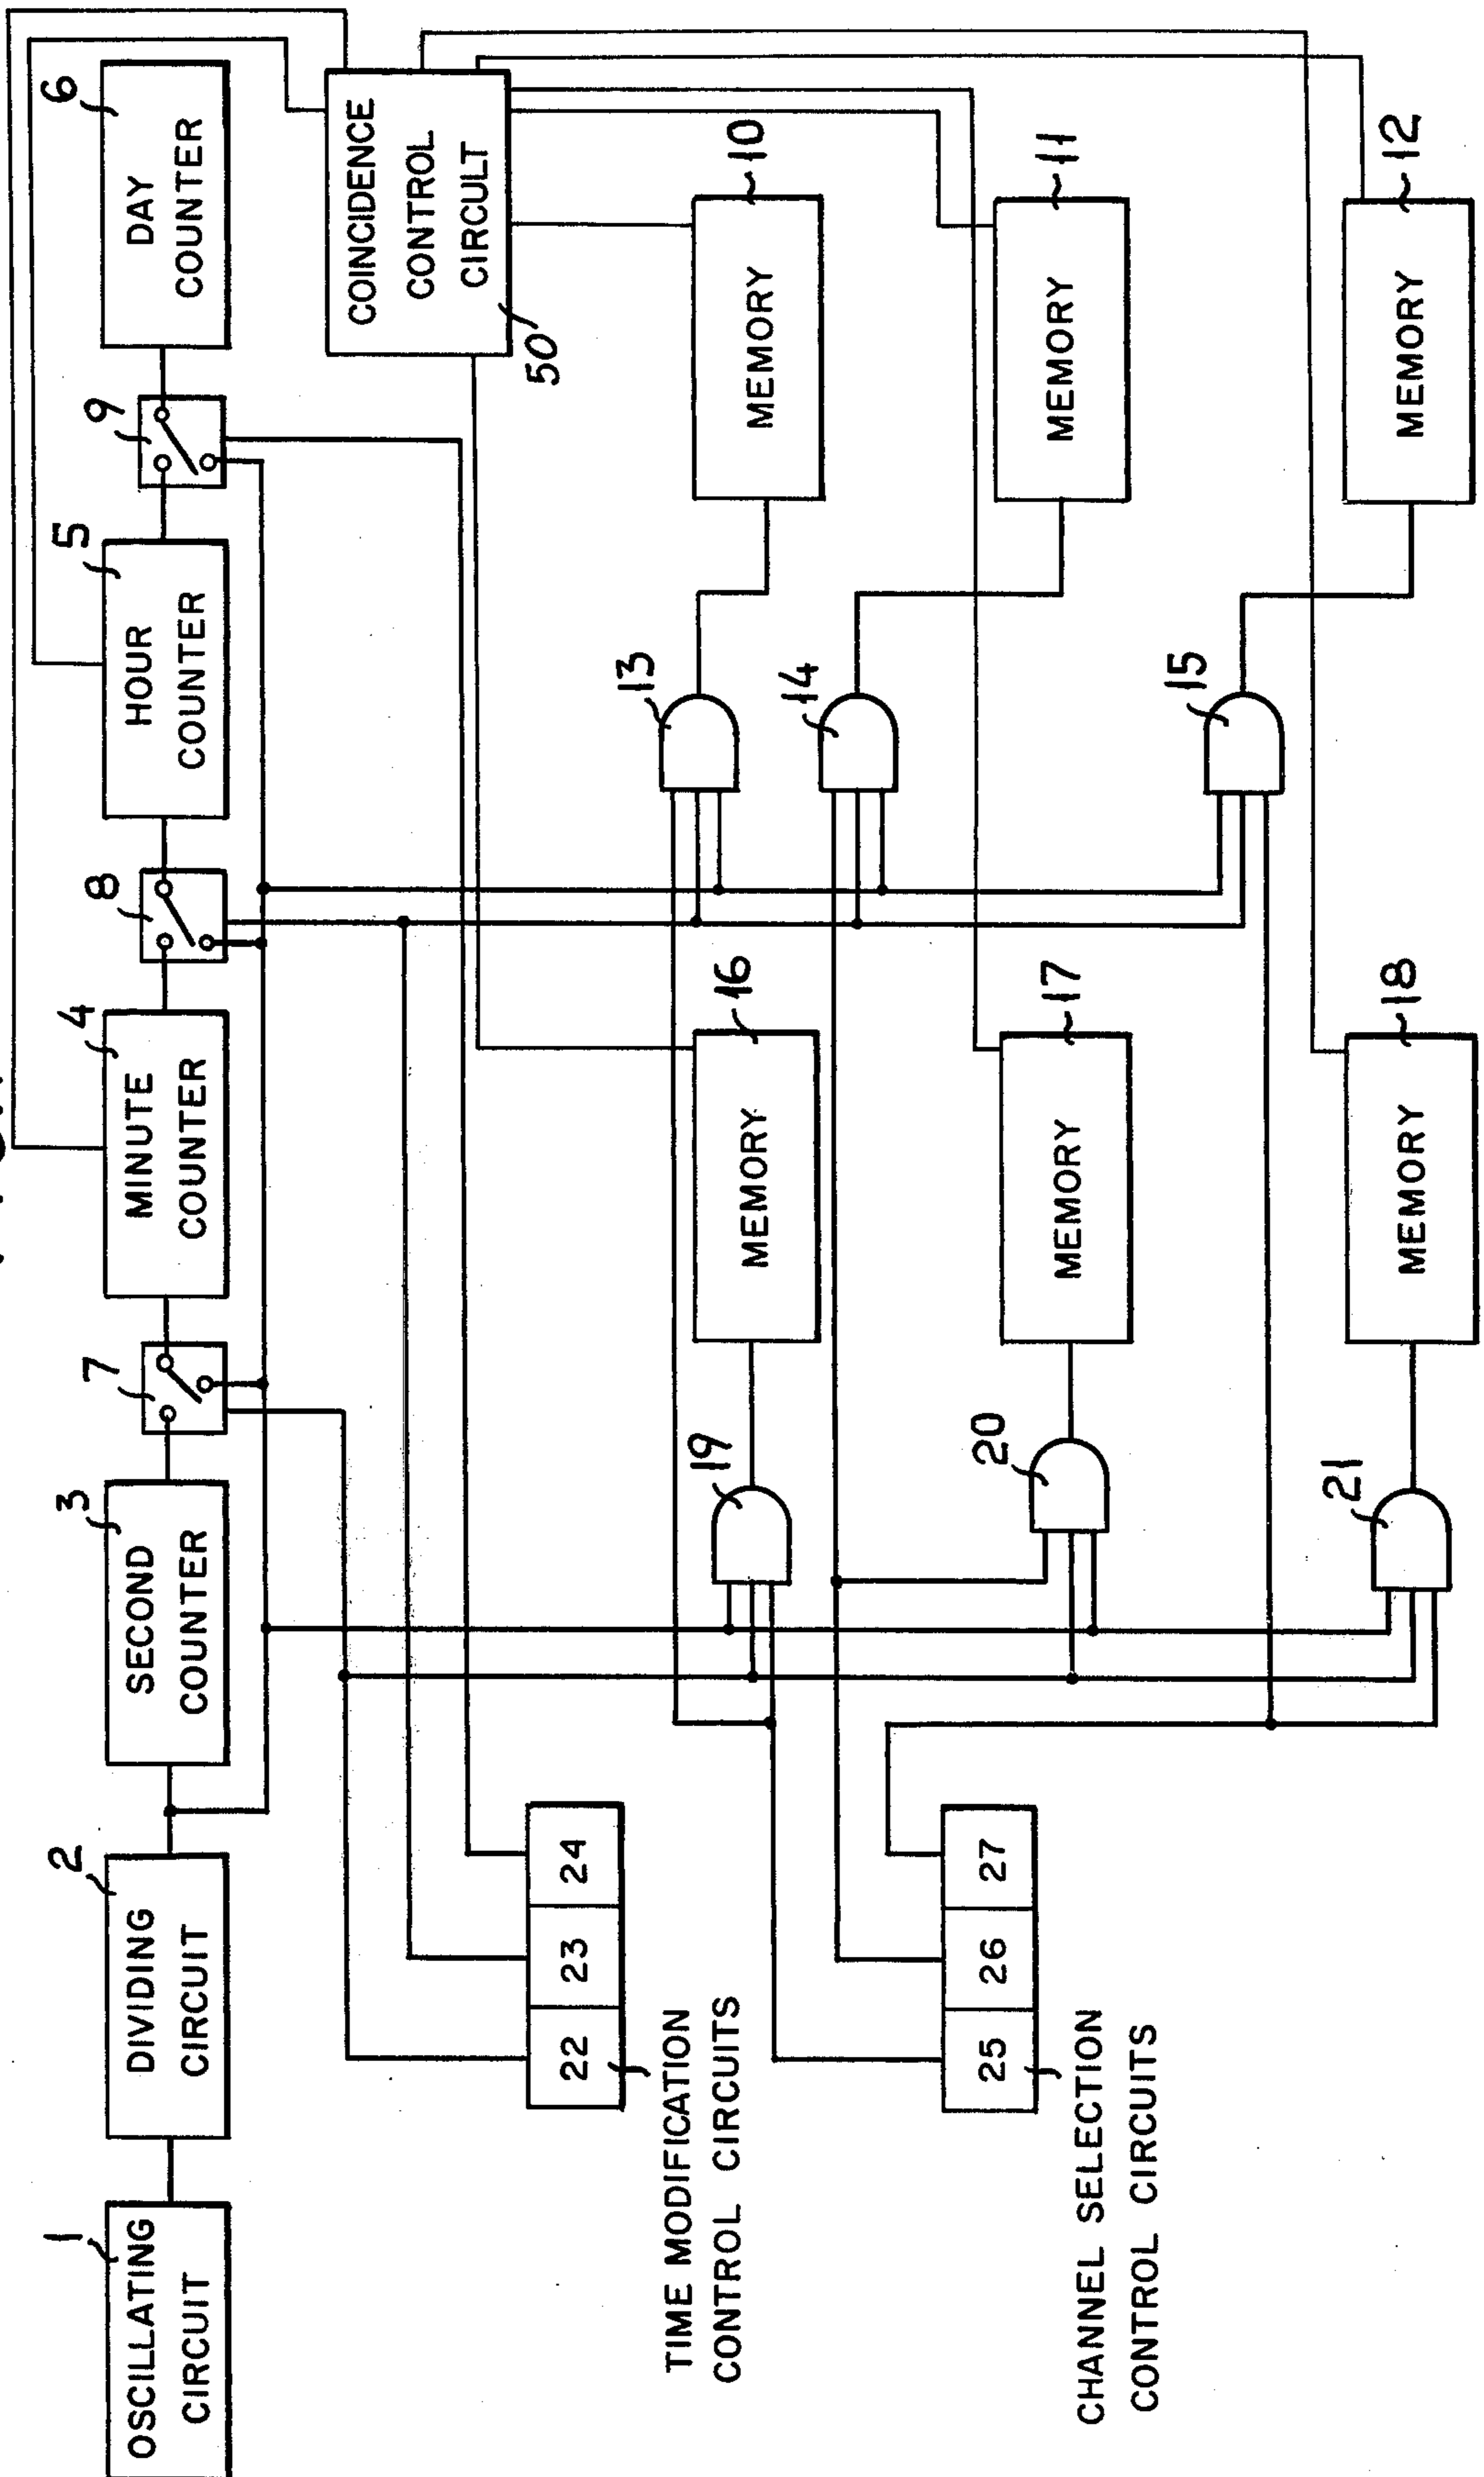 1
OSCILLATING
CIRCUIT
2
DIVIDING
CIRCUIT
3
SECOND
COUNTER
7
4
MINUTE
COUNTER
8
5
HOUR
COUNTER
9
6
DAY
COUNTER
COINCIDENCE
CONTROL
CIRCULT
50
22
23
24
TIME MODIFICATION
CONTROL CIRCUITS
19
16
MEMORY
13
10
MEMORY
25
26
27
CHANNEL SELECTION
CONTROL CIRCUITS
20
17
MEMORY
14
11
MEMORY
21
18
MEMORY
15
12
MEMORY